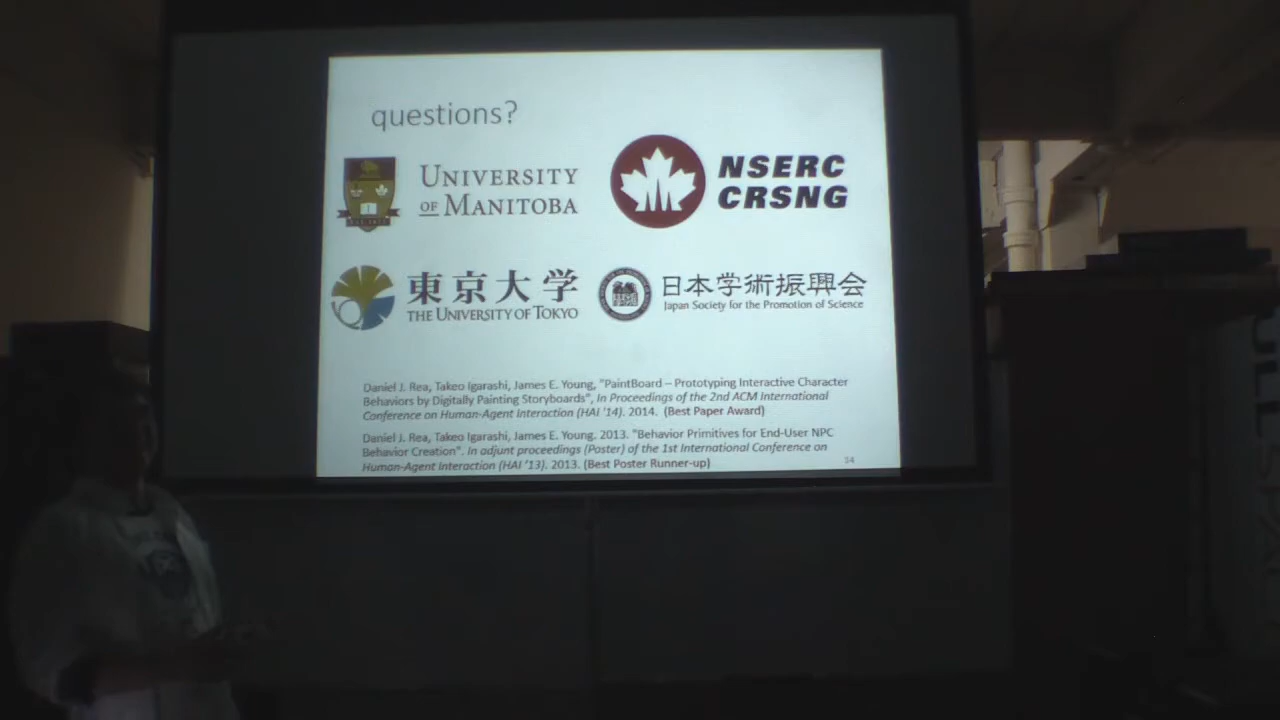 questions?
UNIVERSITY
OF MANITOBA
NSERC
CRSNG
東京大学
THE UNIVERSITY OF TOKYO
日本学術振興会
Japan Society for the Promotion of Science
Daniel J. Rea, Takeo Igarashi, James E. Young, "PaintBoard – Prototyping Interactive Character
Behaviors by Digitally Painting Storyboards", In Proceedings of the 2nd ACM International
Conference on Human-Agent Interaction (HAI '14). 2014. (Best Paper Award)
Daniel J. Rea, Takeo Igarashi, James E. Young. 2013. "Behavior Primitives for End-User NPC
Behavior Creation". In adjunt proceedings (Poster) of the 1st International Conference on
Human-Agent Interaction (HAI '13). 2013. (Best Poster Runner-up)